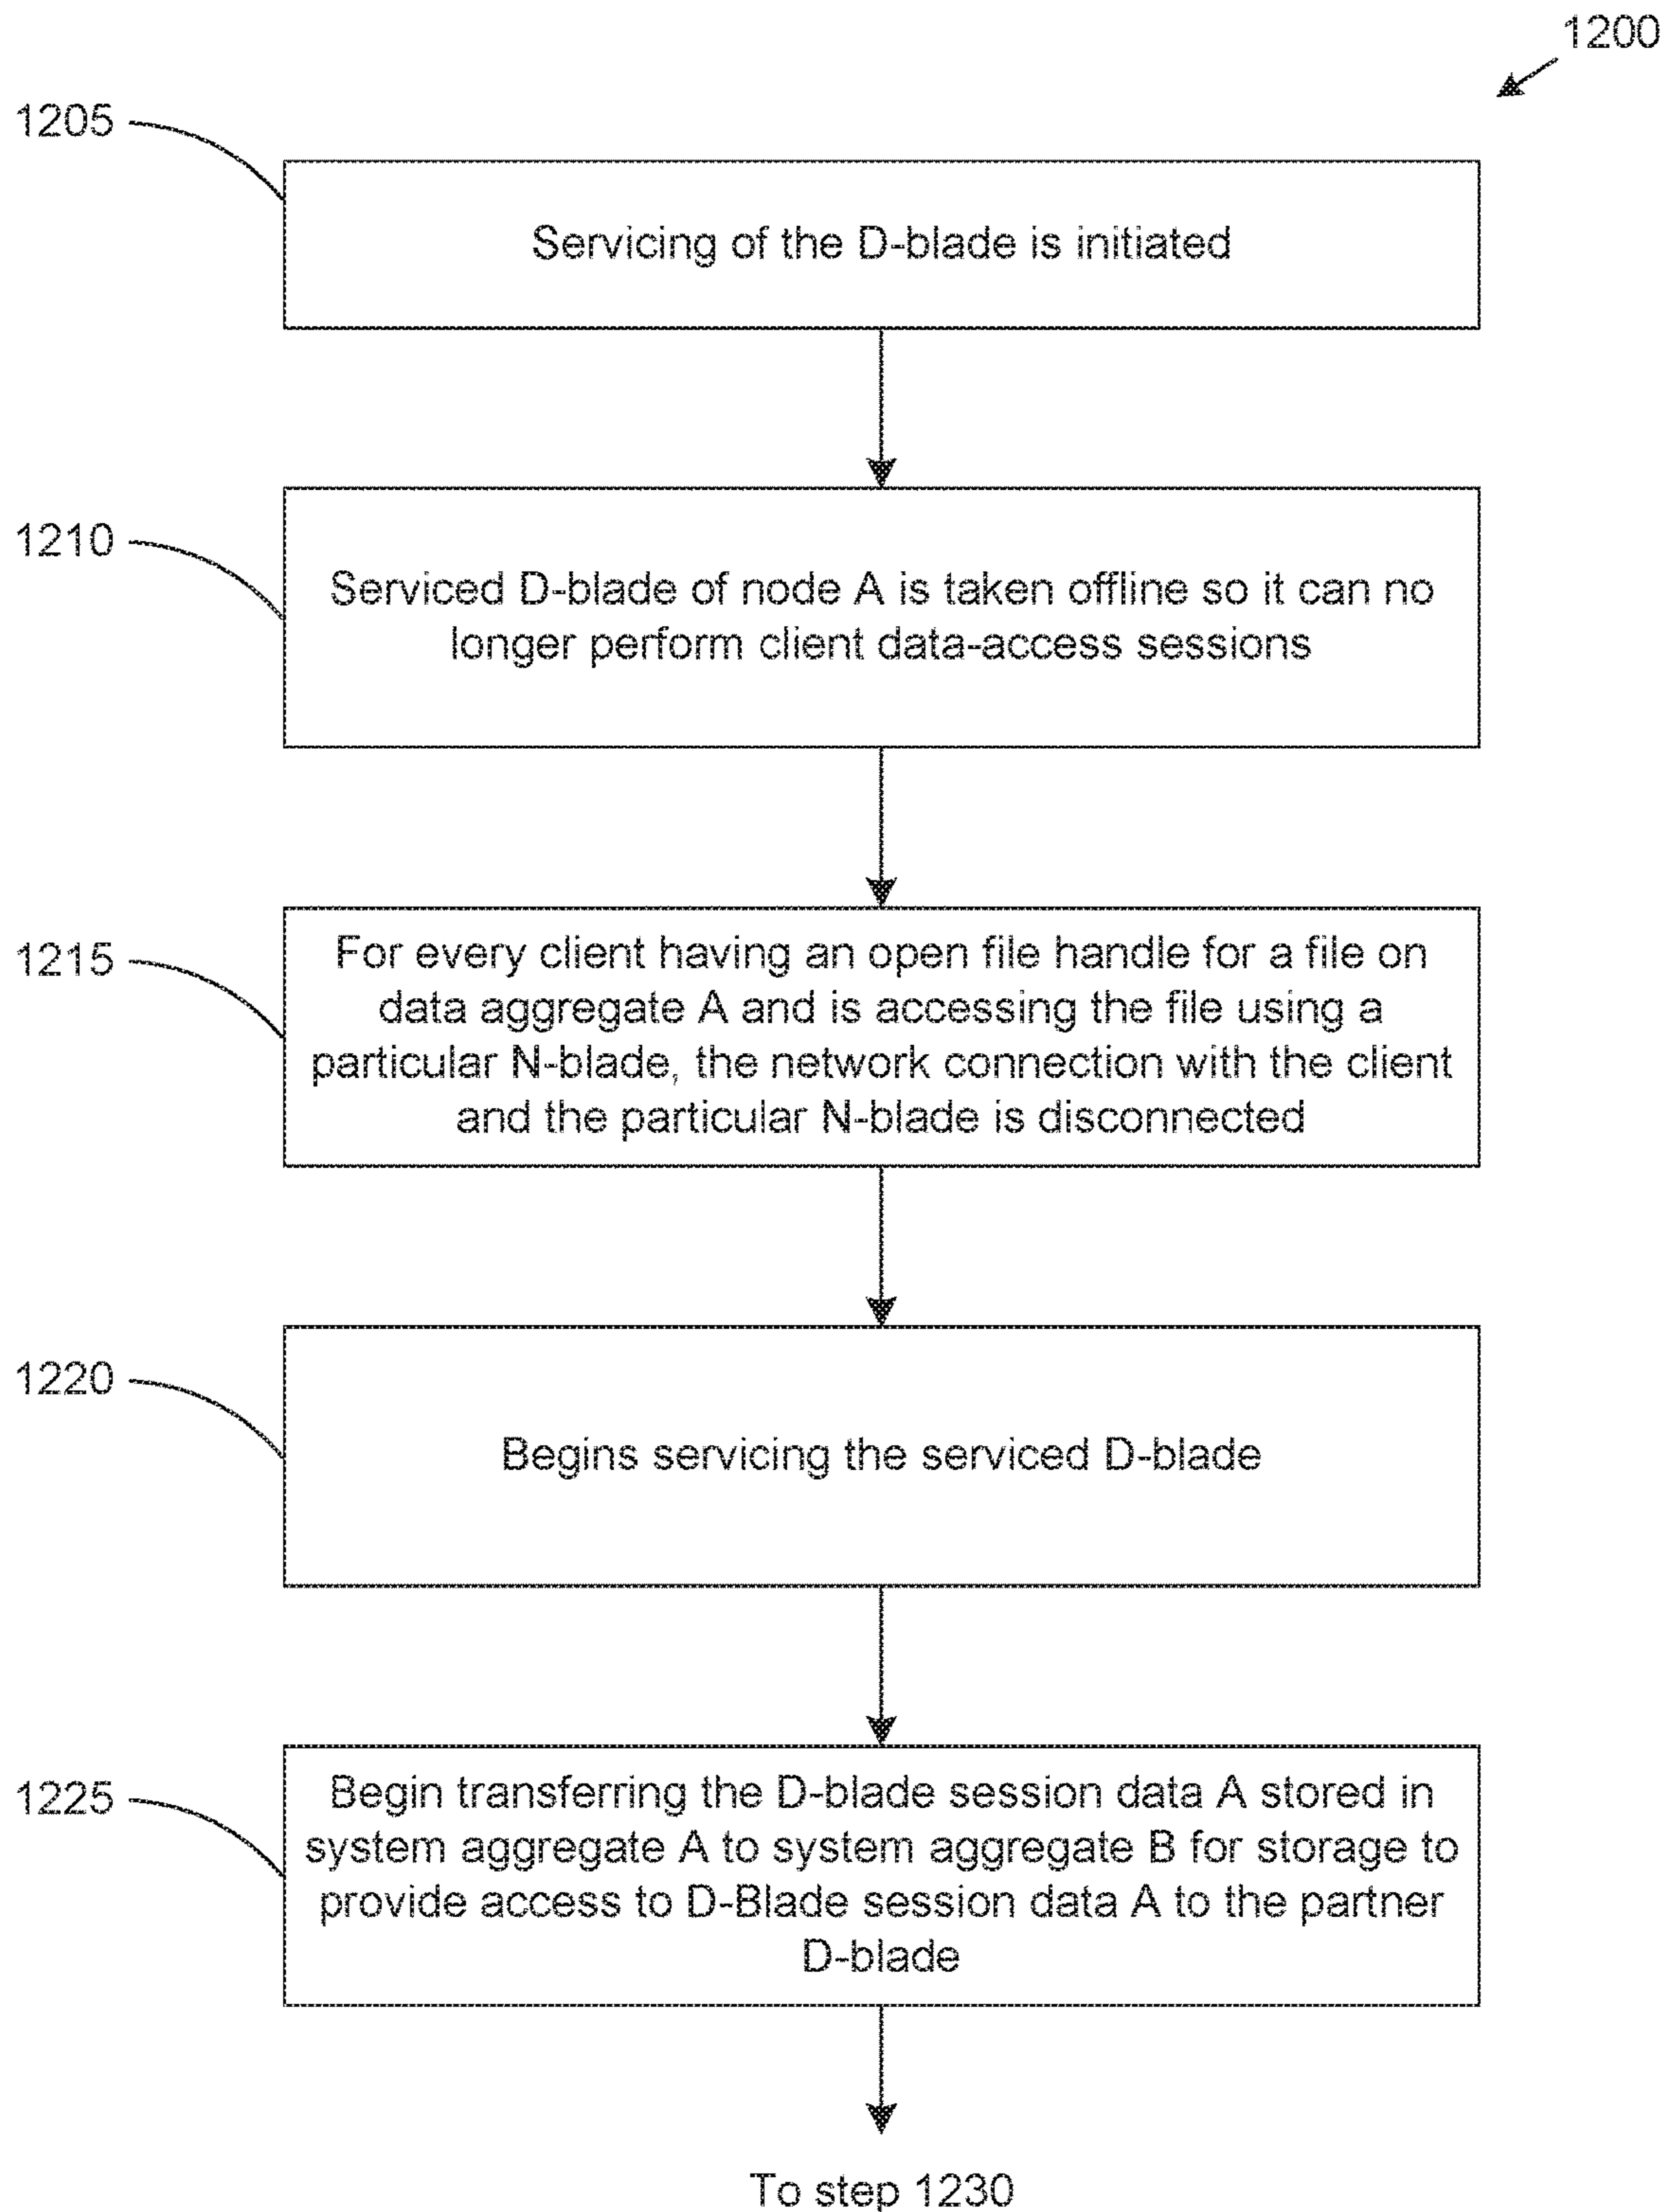 1200
1205
Servicing of the D-blade is initiated
1210
Serviced D-blade of node A is taken offline so it can no
longer perform client data-access sessions
1215
For every client having an open file handle for a file on
data aggregate A and is accessing the file using a
particular N-blade, the network connection with the client
and the particular N-blade is disconnected
1220
Begins servicing the serviced D-blade
1225
Begin transferring the D-blade session data A stored in
system aggregate A to system aggregate B for storage to
provide access to D-Blade session data A to the partner
D-blade
To step 1230